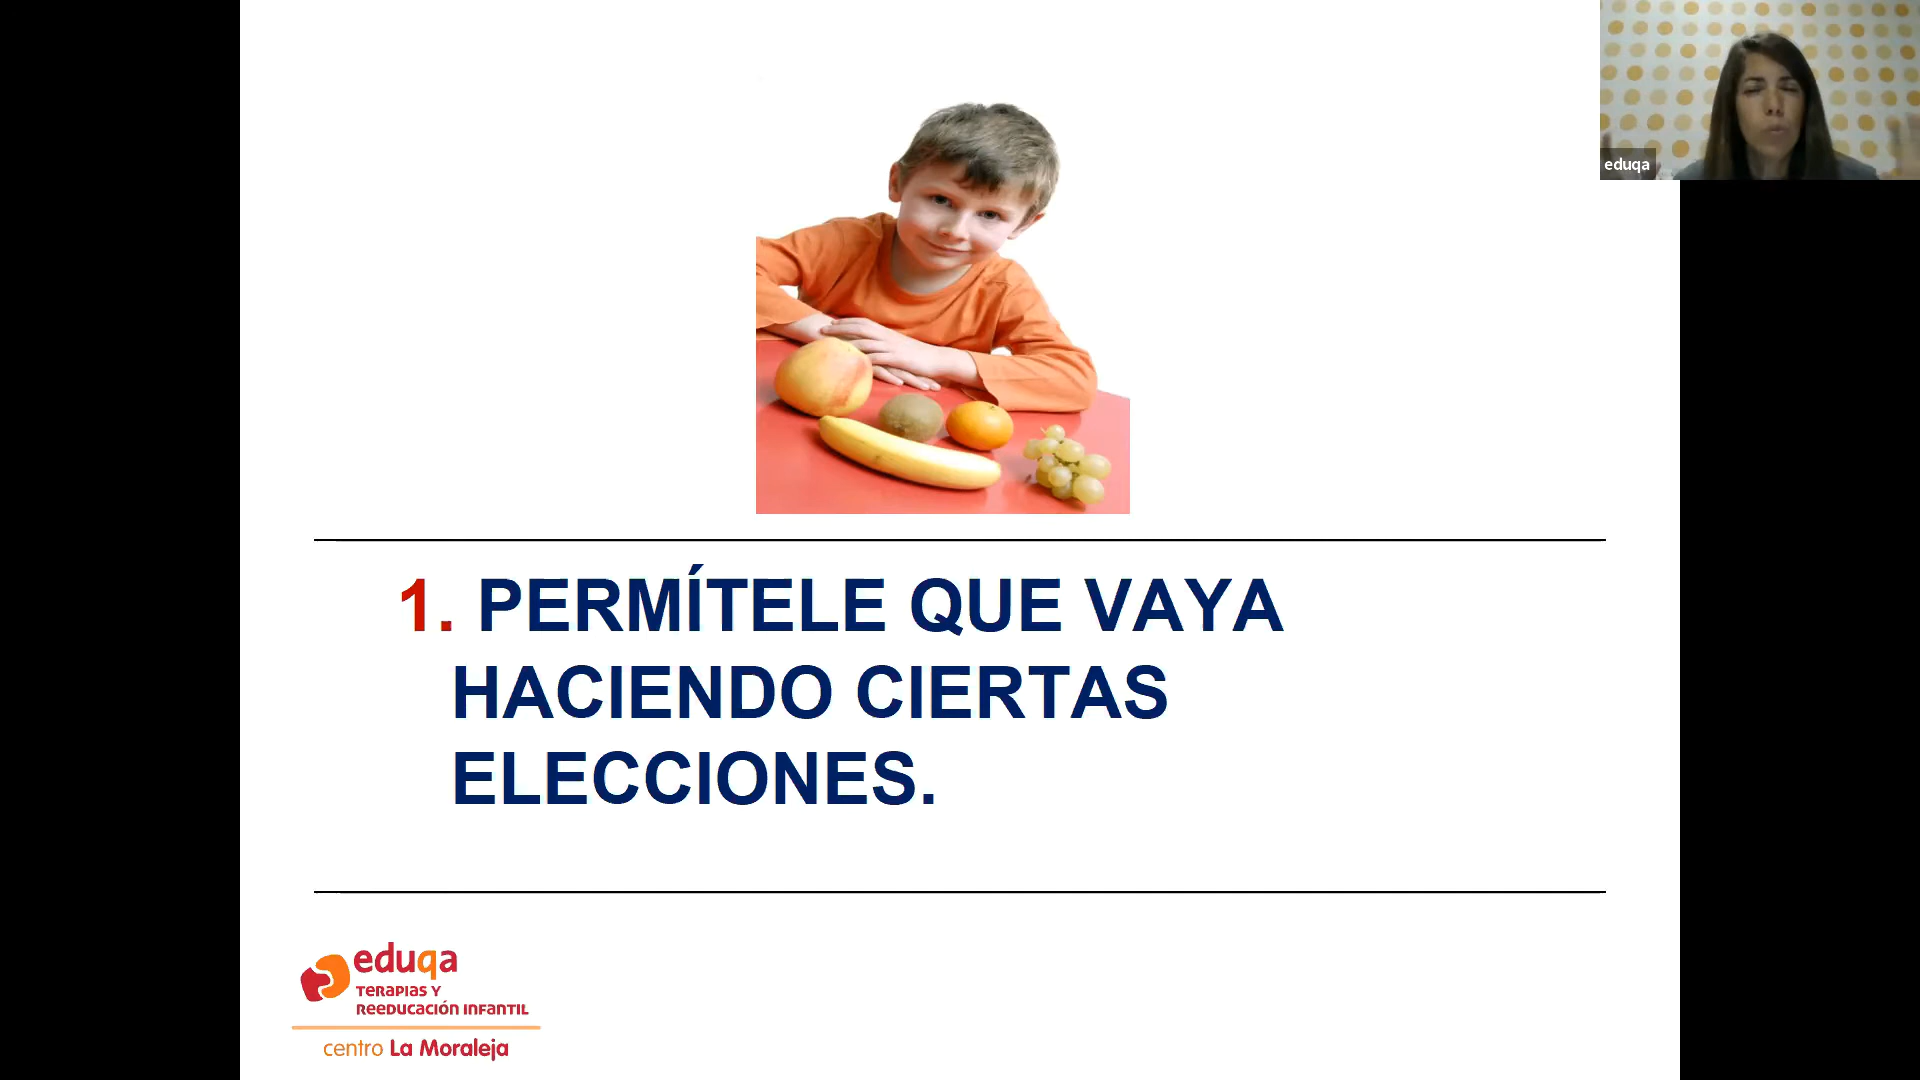 eduqa
1. PERMÍTELE QUE VAYA
HACIENDO CIERTAS
ELECCIONES.
eduqa
TERAPIAS Y
REEDUCACIÓN INFANTIL
centro La Moraleja